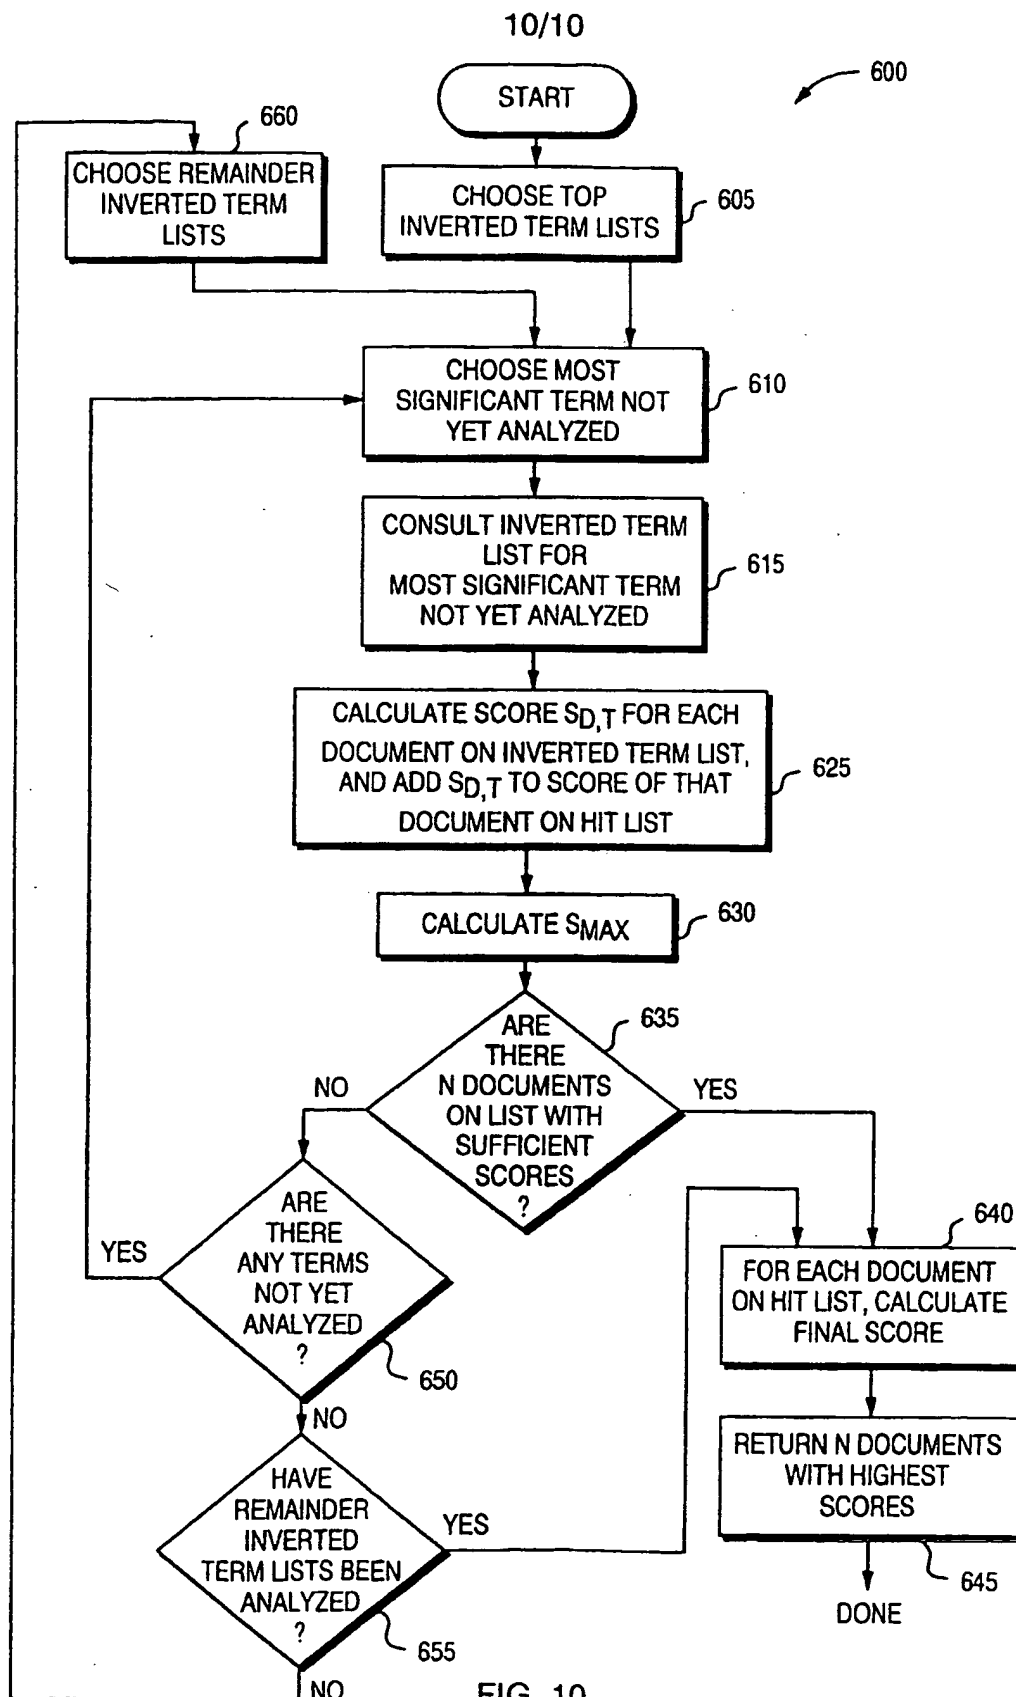 10/10
600
START
660
CHOOSE REMAINDER
INVERTED TERM
LISTS
CHOOSE TOP
INVERTED TERM LISTS
605
CHOOSE MOST
SIGNIFICANT TERM NOT
YET ANALYZED
610
CONSULT INVERTED TERM
LIST FOR
MOST SIGNIFICANT TERM
NOT YET ANALYZED
615
CALCULATE SCORE SD,T FOR EACH
DOCUMENT ON INVERTED TERM LIST,
AND ADD SD,T TO SCORE OF THAT
DOCUMENT ON HIT LIST
625
CALCULATE SMAX
630
ARE
THERE
N DOCUMENTS
ON LIST WITH
SUFFICIENT
SCORES
?
635
NO
YES
ARE
THERE
ANY TERMS
NOT YET
ANALYZED
?
YES
650
NO
640
FOR EACH DOCUMENT
ON HIT LIST, CALCULATE
FINAL SCORE
RETURN N DOCUMENTS
WITH HIGHEST
SCORES
645
DONE
HAVE
REMAINDER
INVERTED
TERM LISTS BEEN
ANALYZED
?
YES
655
NO
FIG. 10